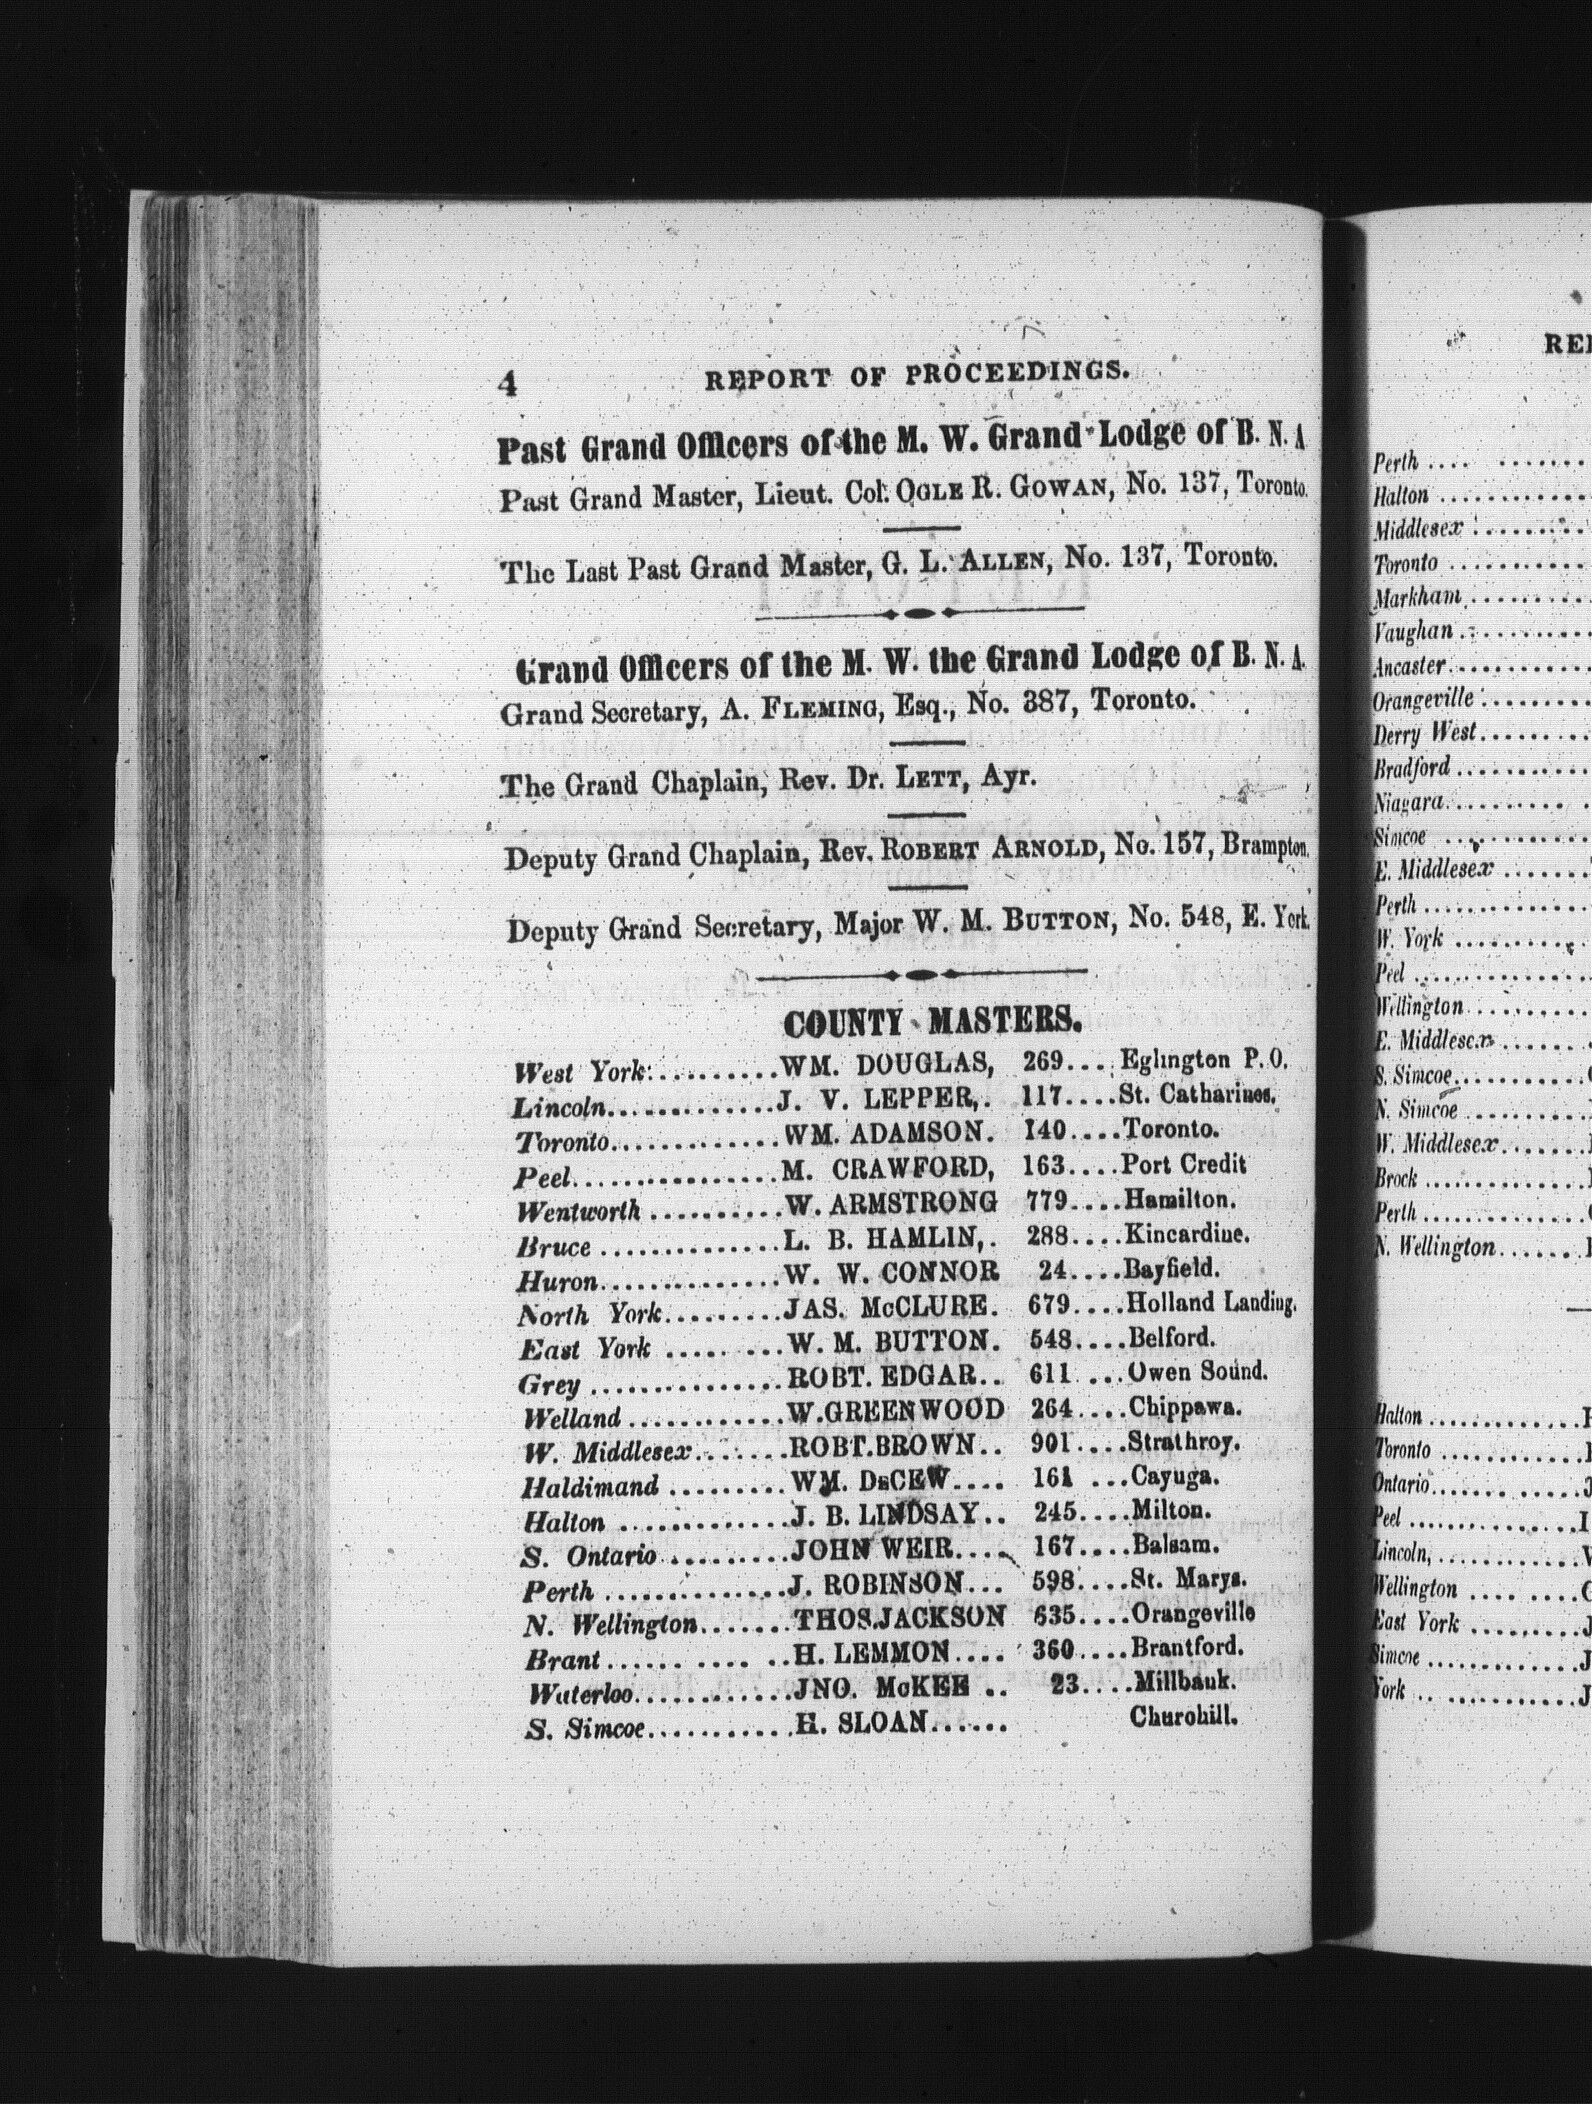 4 REPORT OF PROCEEDINGS.
Past Grand Officers of the M. W. Grand Lodge of B. N. A
Past Grand Master, Lieut. Col. OGLE R. GOWAN, No. 137, Toronto.
The Last Past Grand Master, G. L. ALLEN, No. 137, Toronto.
Grand Officers of the M. W. the Grand Lodge of B. N. A.
Grand Secretary, A. FLEMING, Esq., No. 387, Toronto.
The Grand Chaplain, Rev. Dr. LETT, Ayr.
Deputy Grand Chaplain, Rev. ROBERT ARNOLD, No. 157, Brampton.
Deputy Grand Secretary, Major W. M. BUTTON, No. 548, E. York.
COUNTY MASTERS.
West York..........WM. DOUGLAS, 269....Eglington P. O.
Lincoln.............J. V. LEPPER,. 117....St. Catharines.
Toronto.............WM. ADAMSON. 140....Toronto.
Peel................M. CRAWFORD, 163....Port Credit
Wentworth ..........W. ARMSTRONG 779....Hamilton.
Bruce ..............L. B. HAMLIN,. 288....Kincardine.
Huron..............W. W. CONNOR 24....Bayfield.
North York.........JAS. McCLURE. 679....Holland Landing.
East York .... ....W. M. BUTTON. 548....Belford.
Grey ...............ROBT. EDGAR.. 611 ...Owen Sound.
Welland ............W. GREENWOOD 264....Chippawa.
W. Middlesex.......ROBT. BROWN.. 901....Strathroy.
Haldimand .........WM. DeCEW.... 161 ...Cayuga.
Halton .............J. B. LINDSAY.. 245....Milton.
S. Ontario..........JOHN WEIR.... 167....Balsam.
Perth ..............J. ROBINSON... 598....St. Marys.
N. Wellington.......THOS. JACKSON 635....Orangeville
Brant...... .... ..H. LEMMON.... 360....Brantford.
Waterloo............JNO. McKEE .. 23....Millbank.
S. Simcoe...........H. SLOAN...... Churchill.
Perth .... .......
Halton ............
Middlesex .........
Toronto ...........
Markham..........
Vaughan ..........
Ancaster...........
Orangeville .........
Derry West.........
Bradford ..........
Niagara.......... .
Simcoe ...........
E. Middlesex .......
Perth .............
W. York ..........
Peel ..............
Wellington..........
E. Middlesex .......
S. Simcoe..........
N. Simcoe .........
W. Middlesex.......
Brock .............
Perth .............
N. Wellington......
Halton ............
Toronto ...........
Ontario............
Peel ..............
Lincoln, ...........
Wellington .... ....
East York .........
Simcoe ............
York .. ...........